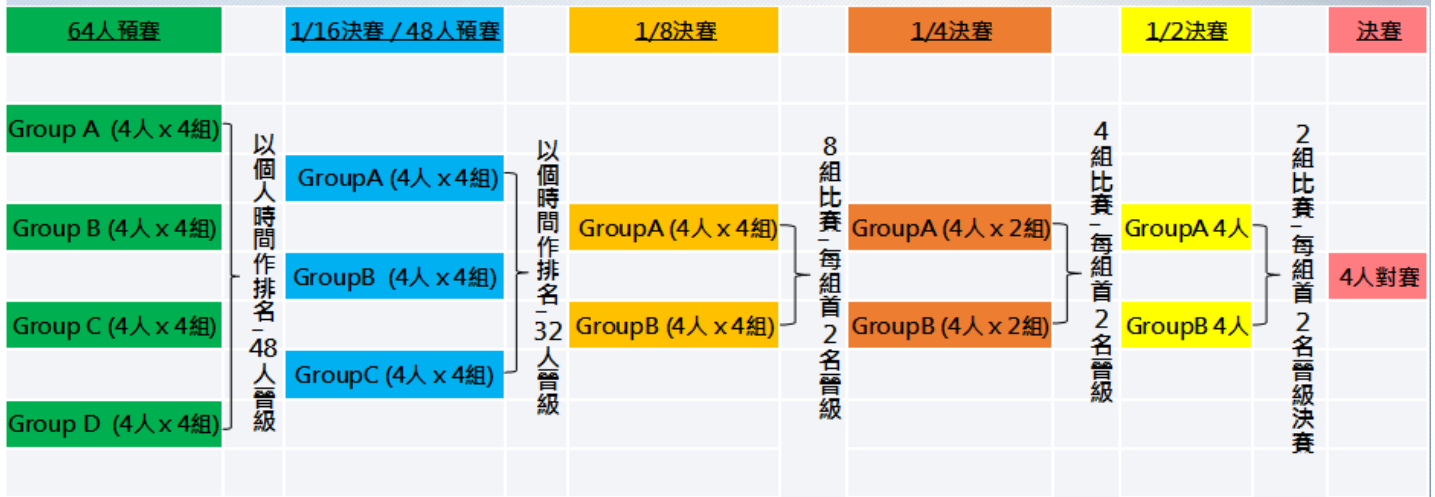 64人預賽
1/16決賽 / 48人預賽
1/8決賽
1/4決賽
1/2決賽
決賽
Group A (4人 x 4組)
Group B (4人 x 4組)
Group C (4人 x 4組)
Group D (4人 x 4組)
以個人時間作排名–48人晉級
GroupA (4人 x 4組)
GroupB (4人 x 4組)
GroupC (4人 x 4組)
以個時間作排名–32人晉級
GroupA (4人 x 4組)
GroupB (4人 x 4組)
8組比賽–每組首2名晉級
GroupA (4人 x 2組)
GroupB (4人 x 2組)
4組比賽–每組首2名晉級
GroupA 4人
GroupB 4人
2組比賽–每組首2名晉級決賽
4人對賽